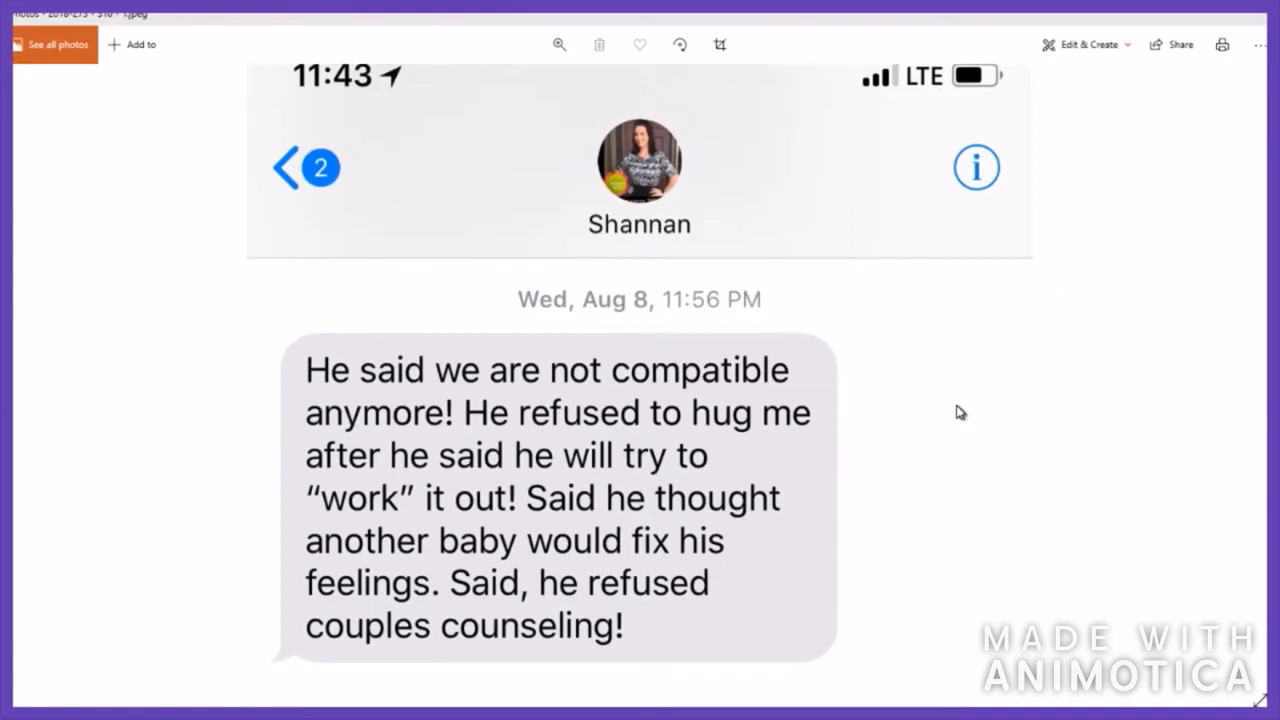 See all photos
Add to
Edit & Create
Share
11:43
LTE
2
Shannan
Wed, Aug 8, 11:56 PM
He said we are not compatible
anymore! He refused to hug me
after he said he will try to
“work” it out! Said he thought
another baby would fix his
feelings. Said, he refused
couples counseling!
MADE WITH
ANIMOTICA